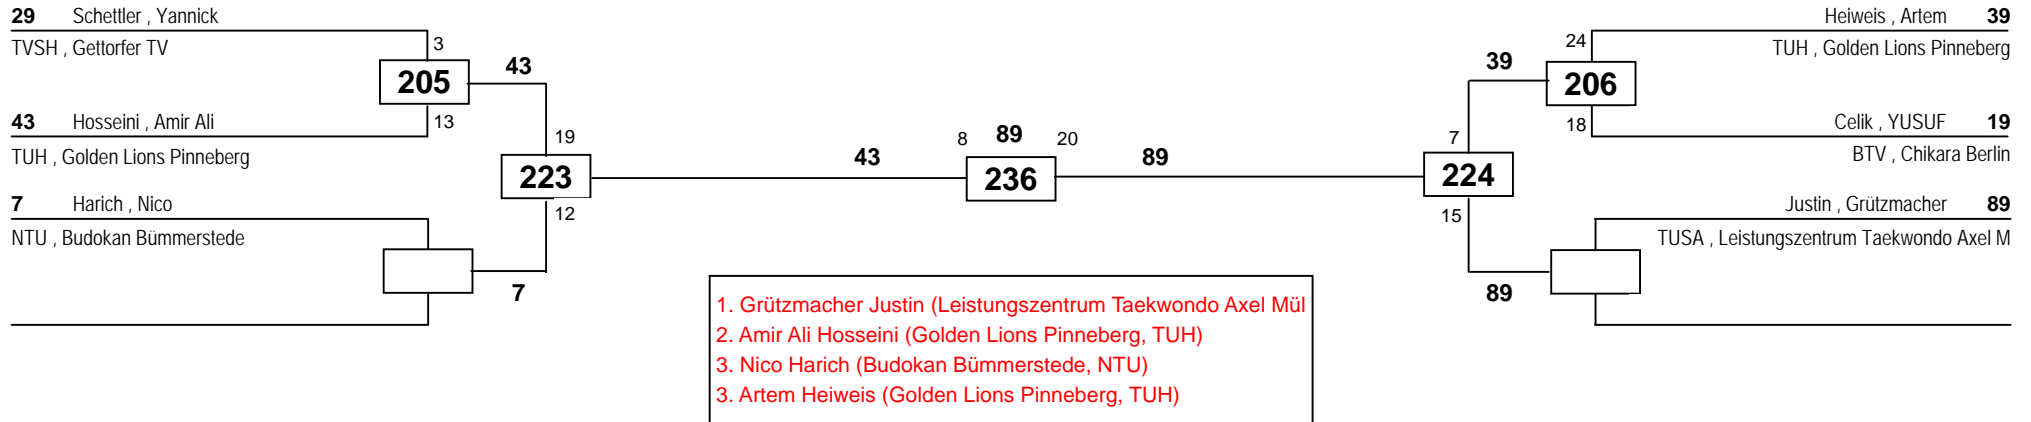 29 Schettler , Yannick
TVSH , Gettorfer TV
3
205
43
13
43 Hosseini , Amir Ali
TUH , Golden Lions Pinneberg
19
223
12
7 Harich , Nico
NTU , Budokan Bümmerstede
7
43
8 89 20
236
89
Heiweis , Artem 39
TUH , Golden Lions Pinneberg
24
39
206
18
Celik , YUSUF 19
BTV , Chikara Berlin
7
224
15
Justin , Grützmacher 89
TUSA , Leistungszentrum Taekwondo Axel M
89
1. Grützmacher Justin (Leistungszentrum Taekwondo Axel Mül
2. Amir Ali Hosseini (Golden Lions Pinneberg, TUH)
3. Nico Harich (Budokan Bümmerstede, NTU)
3. Artem Heiweis (Golden Lions Pinneberg, TUH)